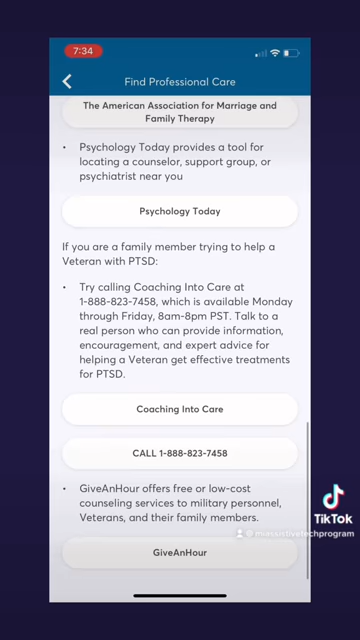 7:34
Find Professional Care
The American Association for Marriage and
Family Therapy
• Psychology Today provides a tool for
locating a counselor, support group, or
psychiatrist near you
Psychology Today
If you are a family member trying to help a
Veteran with PTSD:
• Try calling Coaching Into Care at
1-888-823-7458, which is available Monday
through Friday, 8am-8pm PST. Talk to a
real person who can provide information,
encouragement, and expert advice for
helping a Veteran get effective treatments
for PTSD.
Coaching Into Care
CALL 1-888-823-7458
• GiveAnHour offers free or low-cost
counseling services to military personnel,
Veterans, and their family members.
GiveAnHour
TikTok